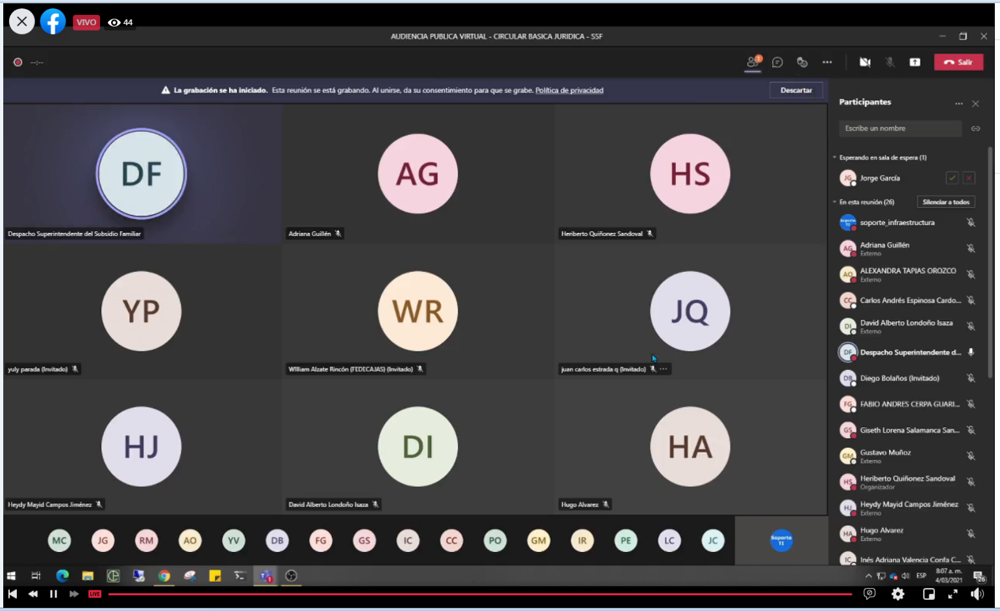 VIVO 44
AUDIENCIA PUBLICA VIRTUAL - CIRCULAR BASICA JURIDICA - SSF
--:--
1
Salir
La grabación se ha iniciado. Esta reunión se está grabando. Al unirse, da su consentimiento para que se grabe. Política de privacidad
Descartar
DF
Despacho Superintendente del Subsidio Familiar
AG
Adriana Guillén
HS
Heriberto Quiñonez Sandoval
YP
yuly parada (Invitado)
WR
William Alzate Rincón (FEDECAJAS) (Invitado)
JQ
juan carlos estrada q (Invitado)
HJ
Heydy Mayid Campos Jiménez
DI
David Alberto Londoño Isaza
HA
Hugo Alvarez
MC JG RM AO YV DB FG GS IC CC PO GM IR PE LC JC Soporte TI
Participantes
Escribe un nombre
Esperando en sala de espera (1)
JG Jorge García
En esta reunión (26)
Silenciar a todos
Soporte TI soporte_infraestructura
AG Adriana Guillén
Externo
AO ALEXANDRA TAPIAS OROZCO
Externo
CC Carlos Andrés Espinosa Cardo...
DI David Alberto Londoño Isaza
Externo
DF Despacho Superintendente d...
DB Diego Bolaños (Invitado)
FG FABIO ANDRES CERPA GUARI...
GS Giseth Lorena Salamanca San...
GM Gustavo Muñoz
Externo
HS Heriberto Quiñonez Sandoval
Organizador
HJ Heydy Mayid Campos Jiménez
Externo
HA Hugo Alvarez
Externo
IC Inés Adriana Valencia Confa C...
ESP
8:07 a. m.
4/03/2021
26
LIVE